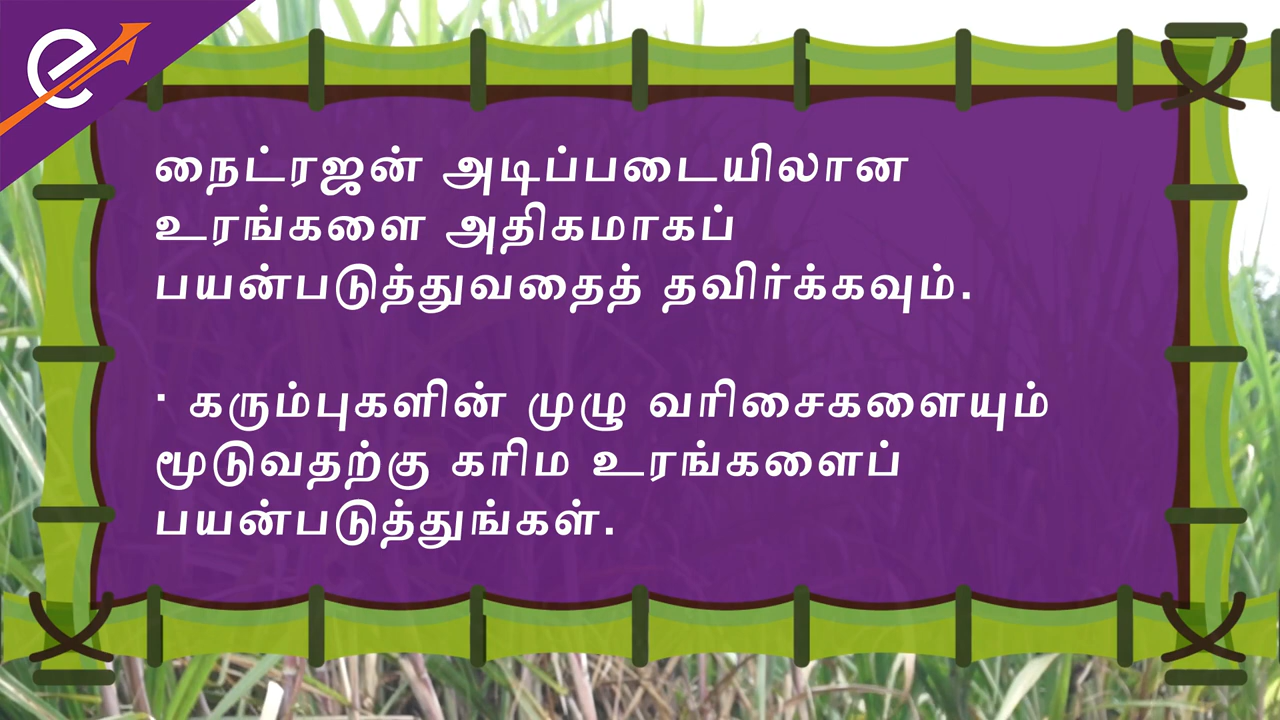 நைட்ரஜன் அடிப்படையிலான
உரங்களை அதிகமாகப்
பயன்படுத்துவதைத் தவிர்க்கவும்.
· கரும்புகளின் முழு வரிசைகளையும்
மூடுவதற்கு கரிம உரங்களைப்
பயன்படுத்துங்கள்.